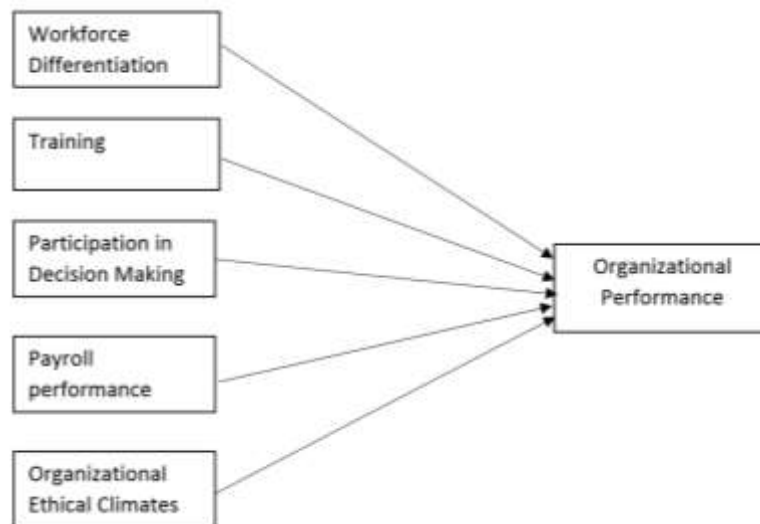 Workforce
Differentiation
Training
Participation in
Decision Making
Organizational
Performance
Payroll
performance
Organizational
Ethical Climates